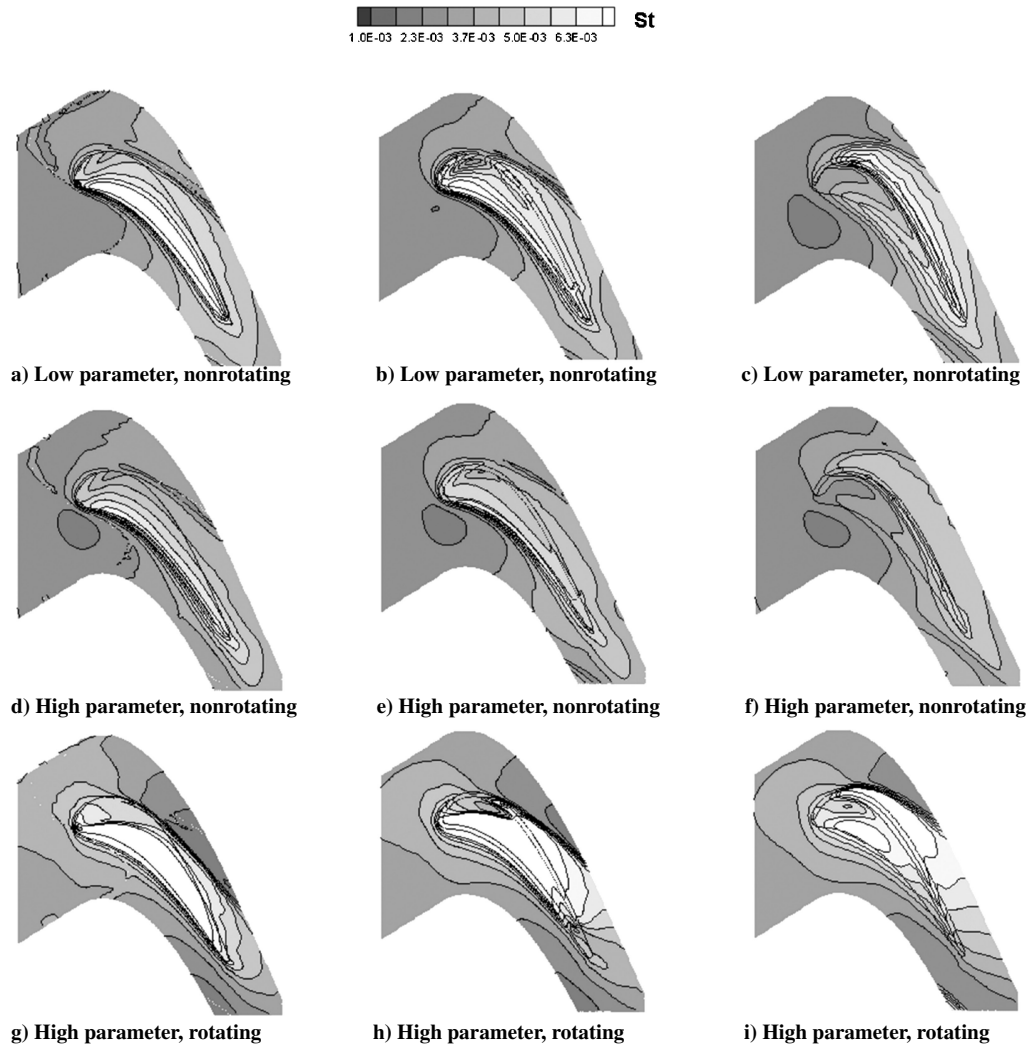 St
1.0E-03 2.3E-03 3.7E-03 5.0E-03 6.3E-03
a) Low parameter, nonrotating
b) Low parameter, nonrotating
c) Low parameter, nonrotating
d) High parameter, nonrotating
e) High parameter, nonrotating
f) High parameter, nonrotating
g) High parameter, rotating
h) High parameter, rotating
i) High parameter, rotating